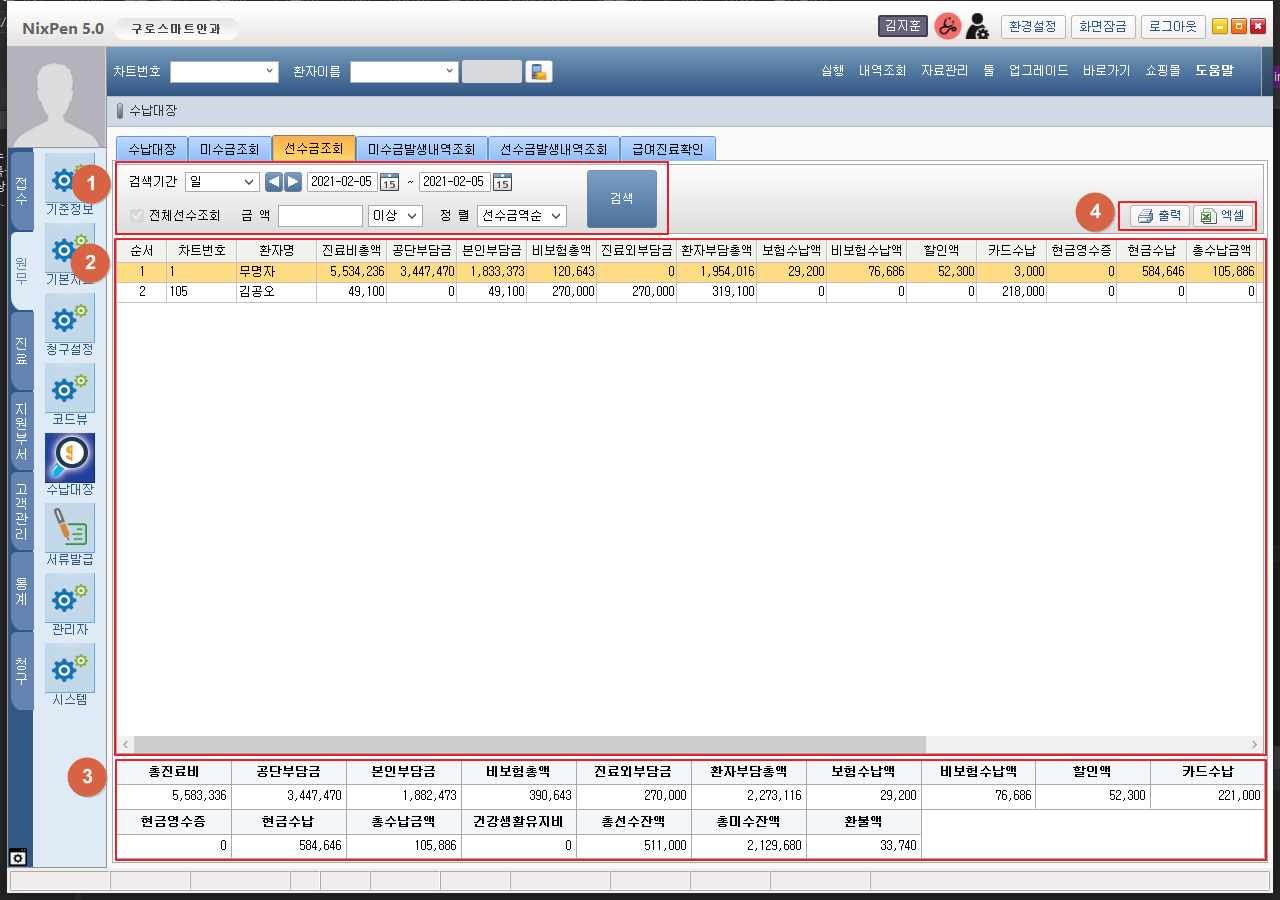 NixPen 5.0 구로스마트안과 김지훈 환경설정 화면잠금 로그아웃
차트번호 환자이름 실행 내역조회 자료관리 툴 업그레이드 바로가기 쇼핑몰 도움말
수납대장
수납대장 미수금조회 선수금조회 미수금발생내역조회 선수금발생내역조회 급여진료확인
검색기간 일 2021-02-05 15 ~ 2021-02-05 15 검색
전체선수조회 금 액 이상 정 렬 선수금역순
4 출력 엑셀
순서 차트번호 환자명 진료비총액 공단부담금 본인부담금 비보험총액 진료외부담금 환자부담총액 보험수납액 비보험수납액 할인액 카드수납 현금영수증 현금수납 총수납금액
1 1 무명자 5,534,236 3,447,470 1,833,373 120,643 0 1,954,016 29,200 76,686 52,300 3,000 0 584,646 105,886
2 105 김공오 49,100 0 49,100 270,000 270,000 319,100 0 0 0 218,000 0 0 0
접수
원무
진료
지원부서
고객관리
통계
청구
1
기준정보
2
청구설정
코드뷰
수납대장
서류발급
관리자
시스템
3
총진료비 공단부담금 본인부담금 비보험총액 진료외부담금 환자부담총액 보험수납액 비보험수납액 할인액 카드수납
5,583,336 3,447,470 1,882,473 390,643 270,000 2,273,116 29,200 76,686 52,300 221,000
현금영수증 현금수납 총수납금액 건강생활유지비 총선수잔액 총미수잔액 환불액
0 584,646 105,886 0 511,000 2,129,680 33,740